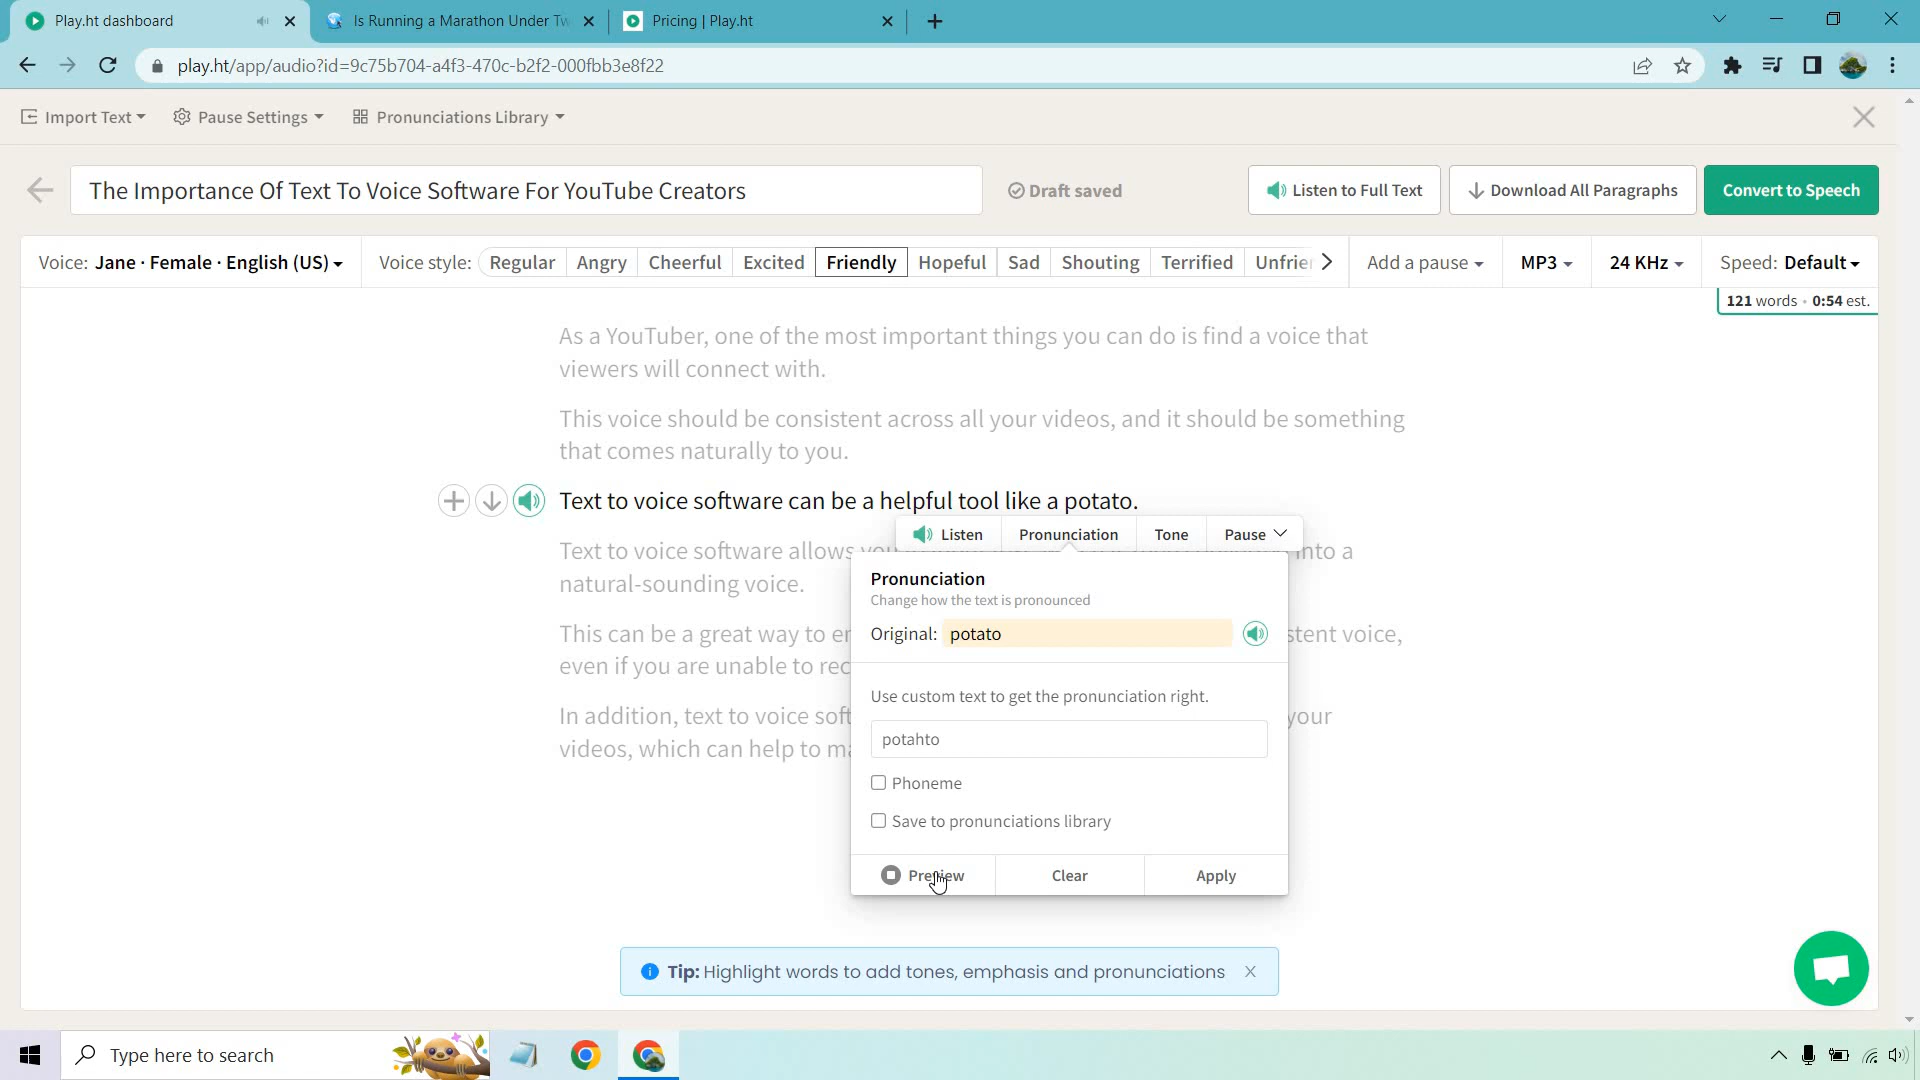 Play.ht dashboard
Is Running a Marathon Under Tw
Pricing | Play.ht
play.ht/app/audio?id=9c75b704-a4f3-470c-b2f2-000fbb3e8f22
Import Text
Pause Settings
Pronunciations Library
The Importance Of Text To Voice Software For YouTube Creators
Draft saved
Listen to Full Text
Download All Paragraphs
Convert to Speech
Voice: Jane · Female · English (US)
Voice style:
Regular
Angry
Cheerful
Excited
Friendly
Hopeful
Sad
Shouting
Terrified
Unfrien
Add a pause
MP3
24 KHz
Speed: Default
121 words · 0:54 est.
As a YouTuber, one of the most important things you can do is find a voice that
viewers will connect with.
This voice should be consistent across all your videos, and it should be something
that comes naturally to you.
Text to voice software can be a helpful tool like a potato.
Listen
Pronunciation
Tone
Pause
Text to voice software allows you into a
natural-sounding voice.
Pronunciation
Change how the text is pronounced
Original: potato
This can be a great way to en stent voice,
even if you are unable to rec
Use custom text to get the pronunciation right.
In addition, text to voice soft your
potahto
videos, which can help to ma
Phoneme
Save to pronunciations library
Preview
Clear
Apply
Tip: Highlight words to add tones, emphasis and pronunciations
Type here to search